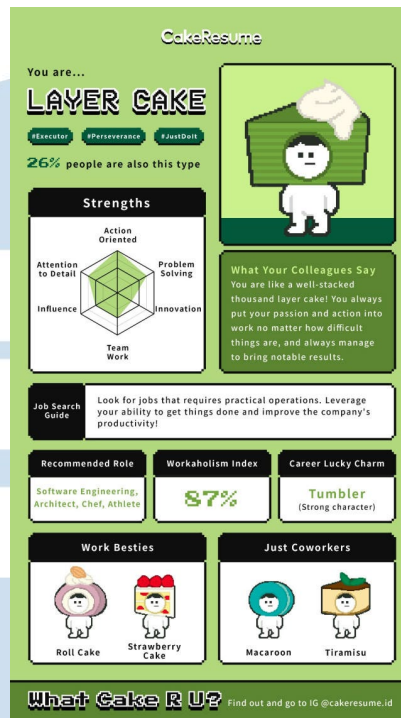 CakeResume
You are...
LAYER CAKE
#Executor #Perseverance #JustDoIt
26% people are also this type
Strengths
Action
Oriented
Attention
to Detail
Problem
Solving
Influence
Innovation
Team
Work
What Your Colleagues Say
You are like a well-stacked
thousand layer cake! You always
put your passion and action into
work no matter how difficult
things are, and always manage
to bring notable results.
Job Search
Guide
Look for jobs that requires practical operations. Leverage
your ability to get things done and improve the company's
productivity!
Recommended Role
Software Engineering,
Architect, Chef, Athlete
Workaholism Index
87%
Career Lucky Charm
Tumbler
(Strong character)
Work Besties
Roll Cake
Strawberry
Cake
Just Coworkers
Macaroon
Tiramisu
What Cake R U? Find out and go to IG @cakeresume.id